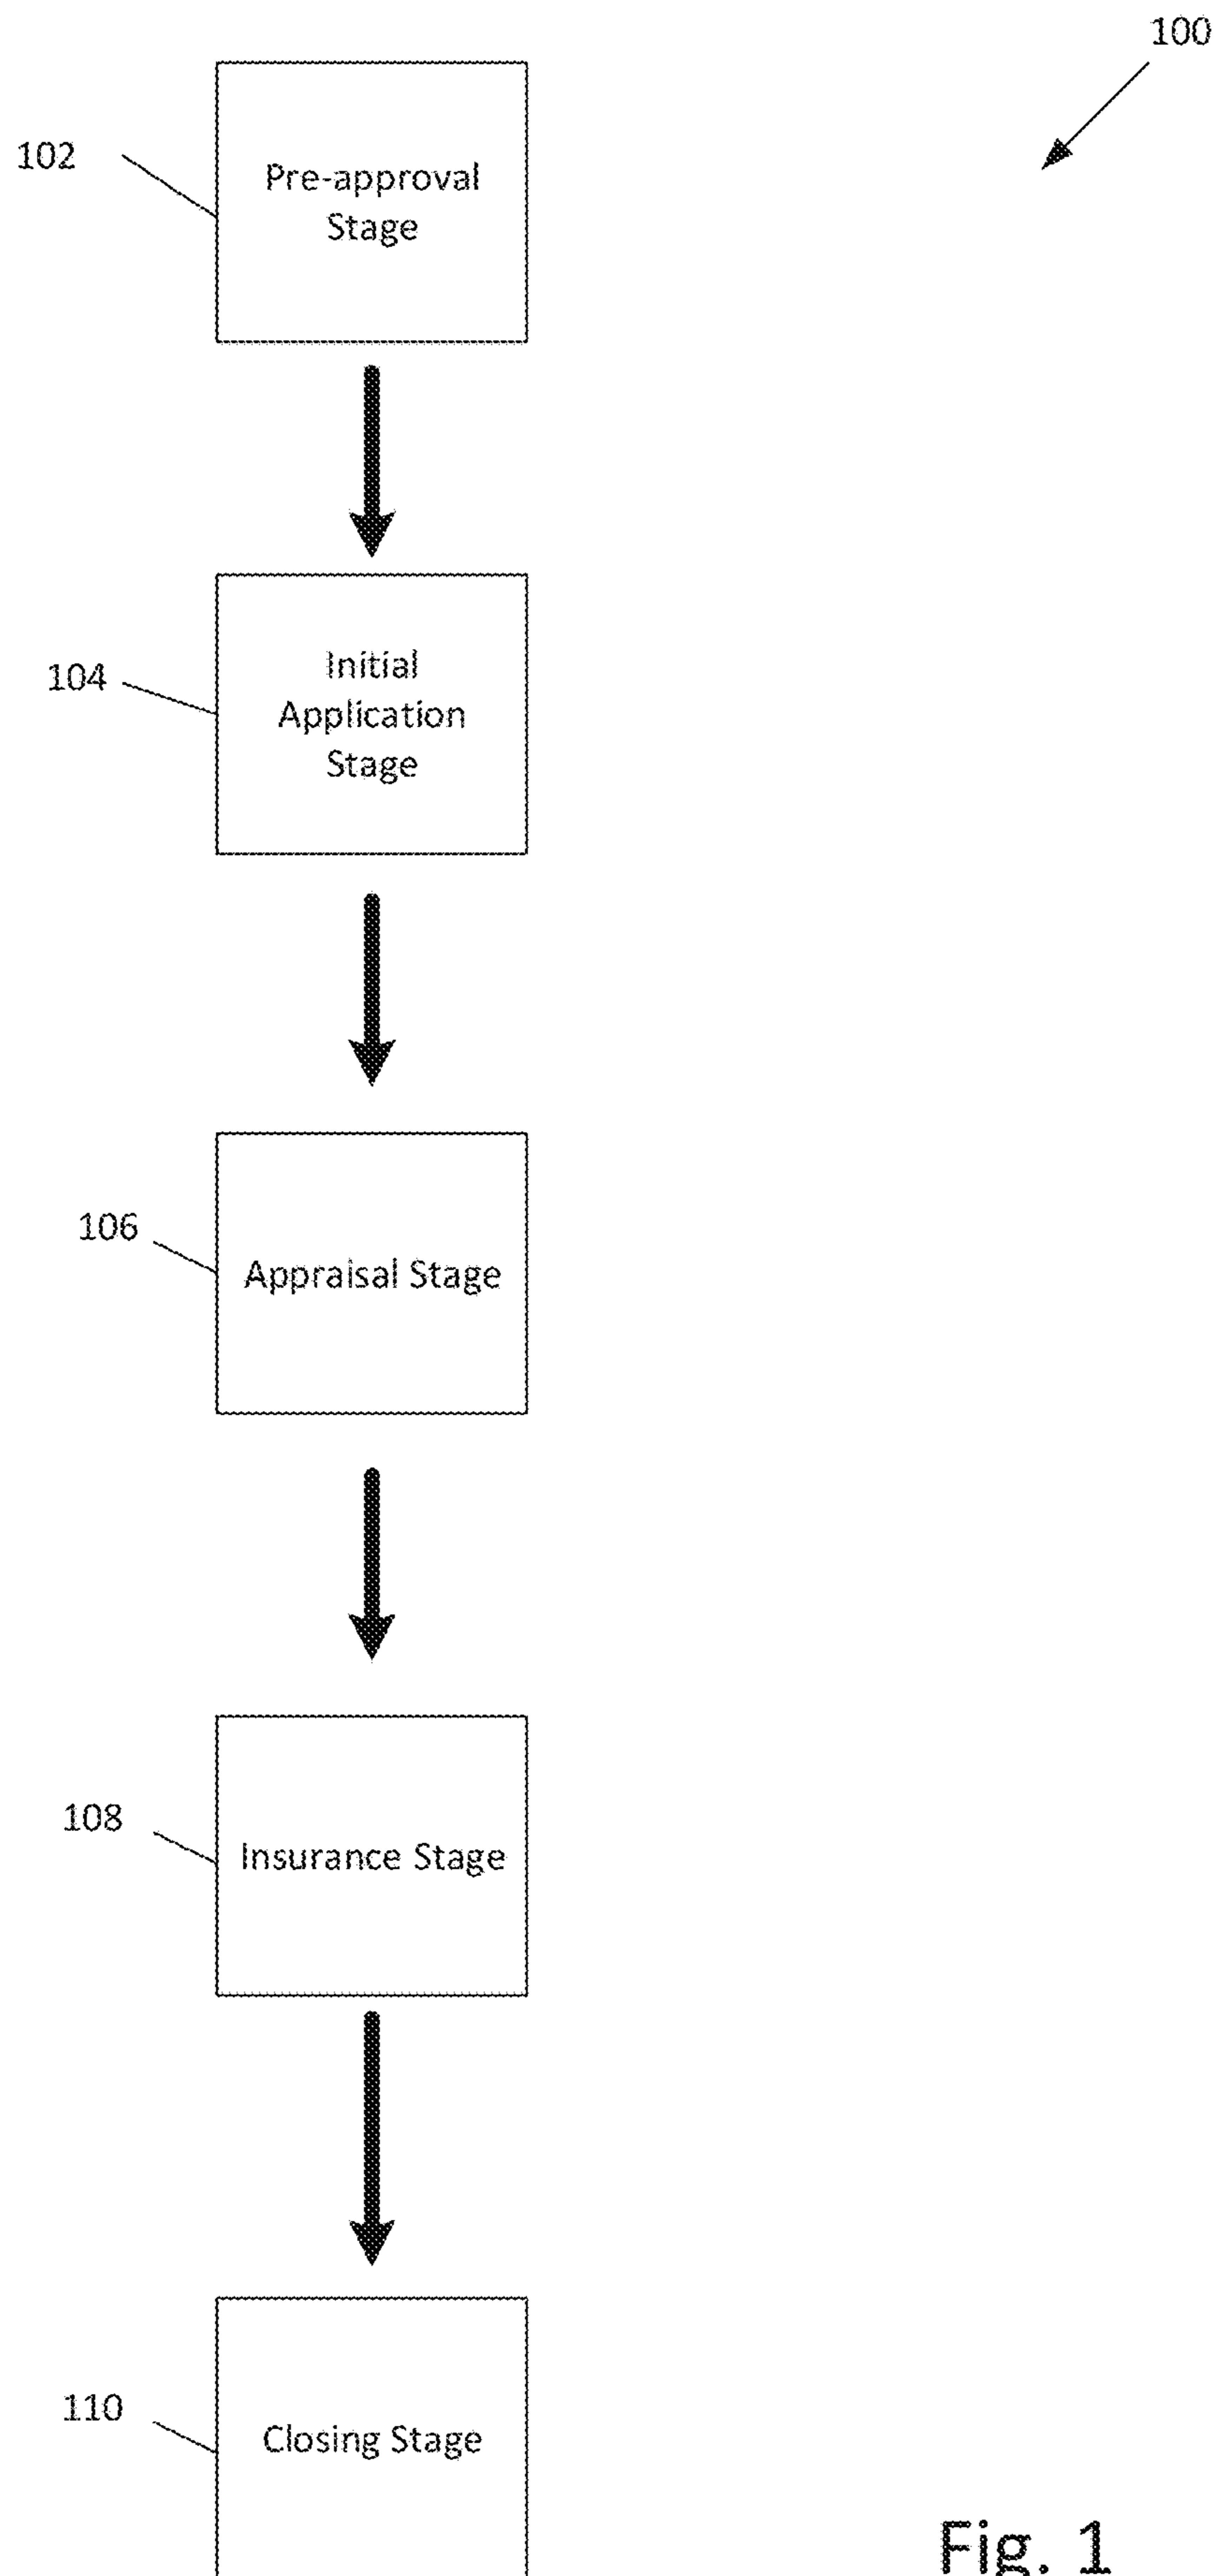 100
102
Pre-approval
Stage
104
Initial
Application
Stage
106
Appraisal Stage
108
Insurance Stage
110
Closing Stage
Fig. 1